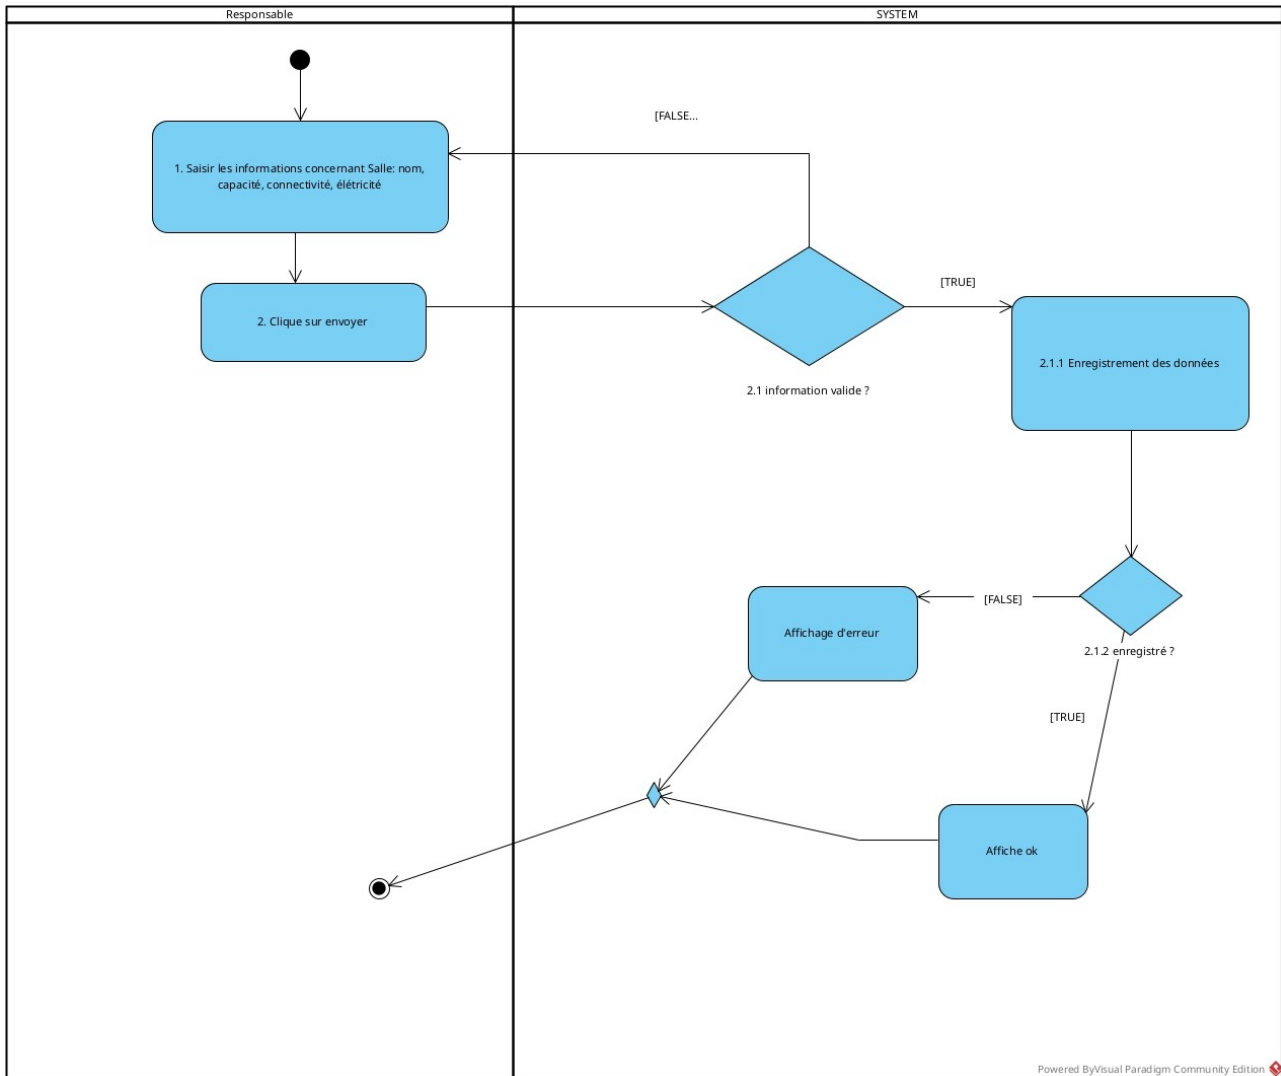 Responsable
SYSTEM
[FALSE...
1. Saisir les informations concernant Salle: nom,
capacité, connectivité, élétricité
[TRUE]
2. Clique sur envoyer
2.1.1 Enregistrement des données
2.1 information valide ?
[FALSE]
Affichage d'erreur
2.1.2 enregistré ?
[TRUE]
Affiche ok
Powered ByVisual Paradigm Community Edition